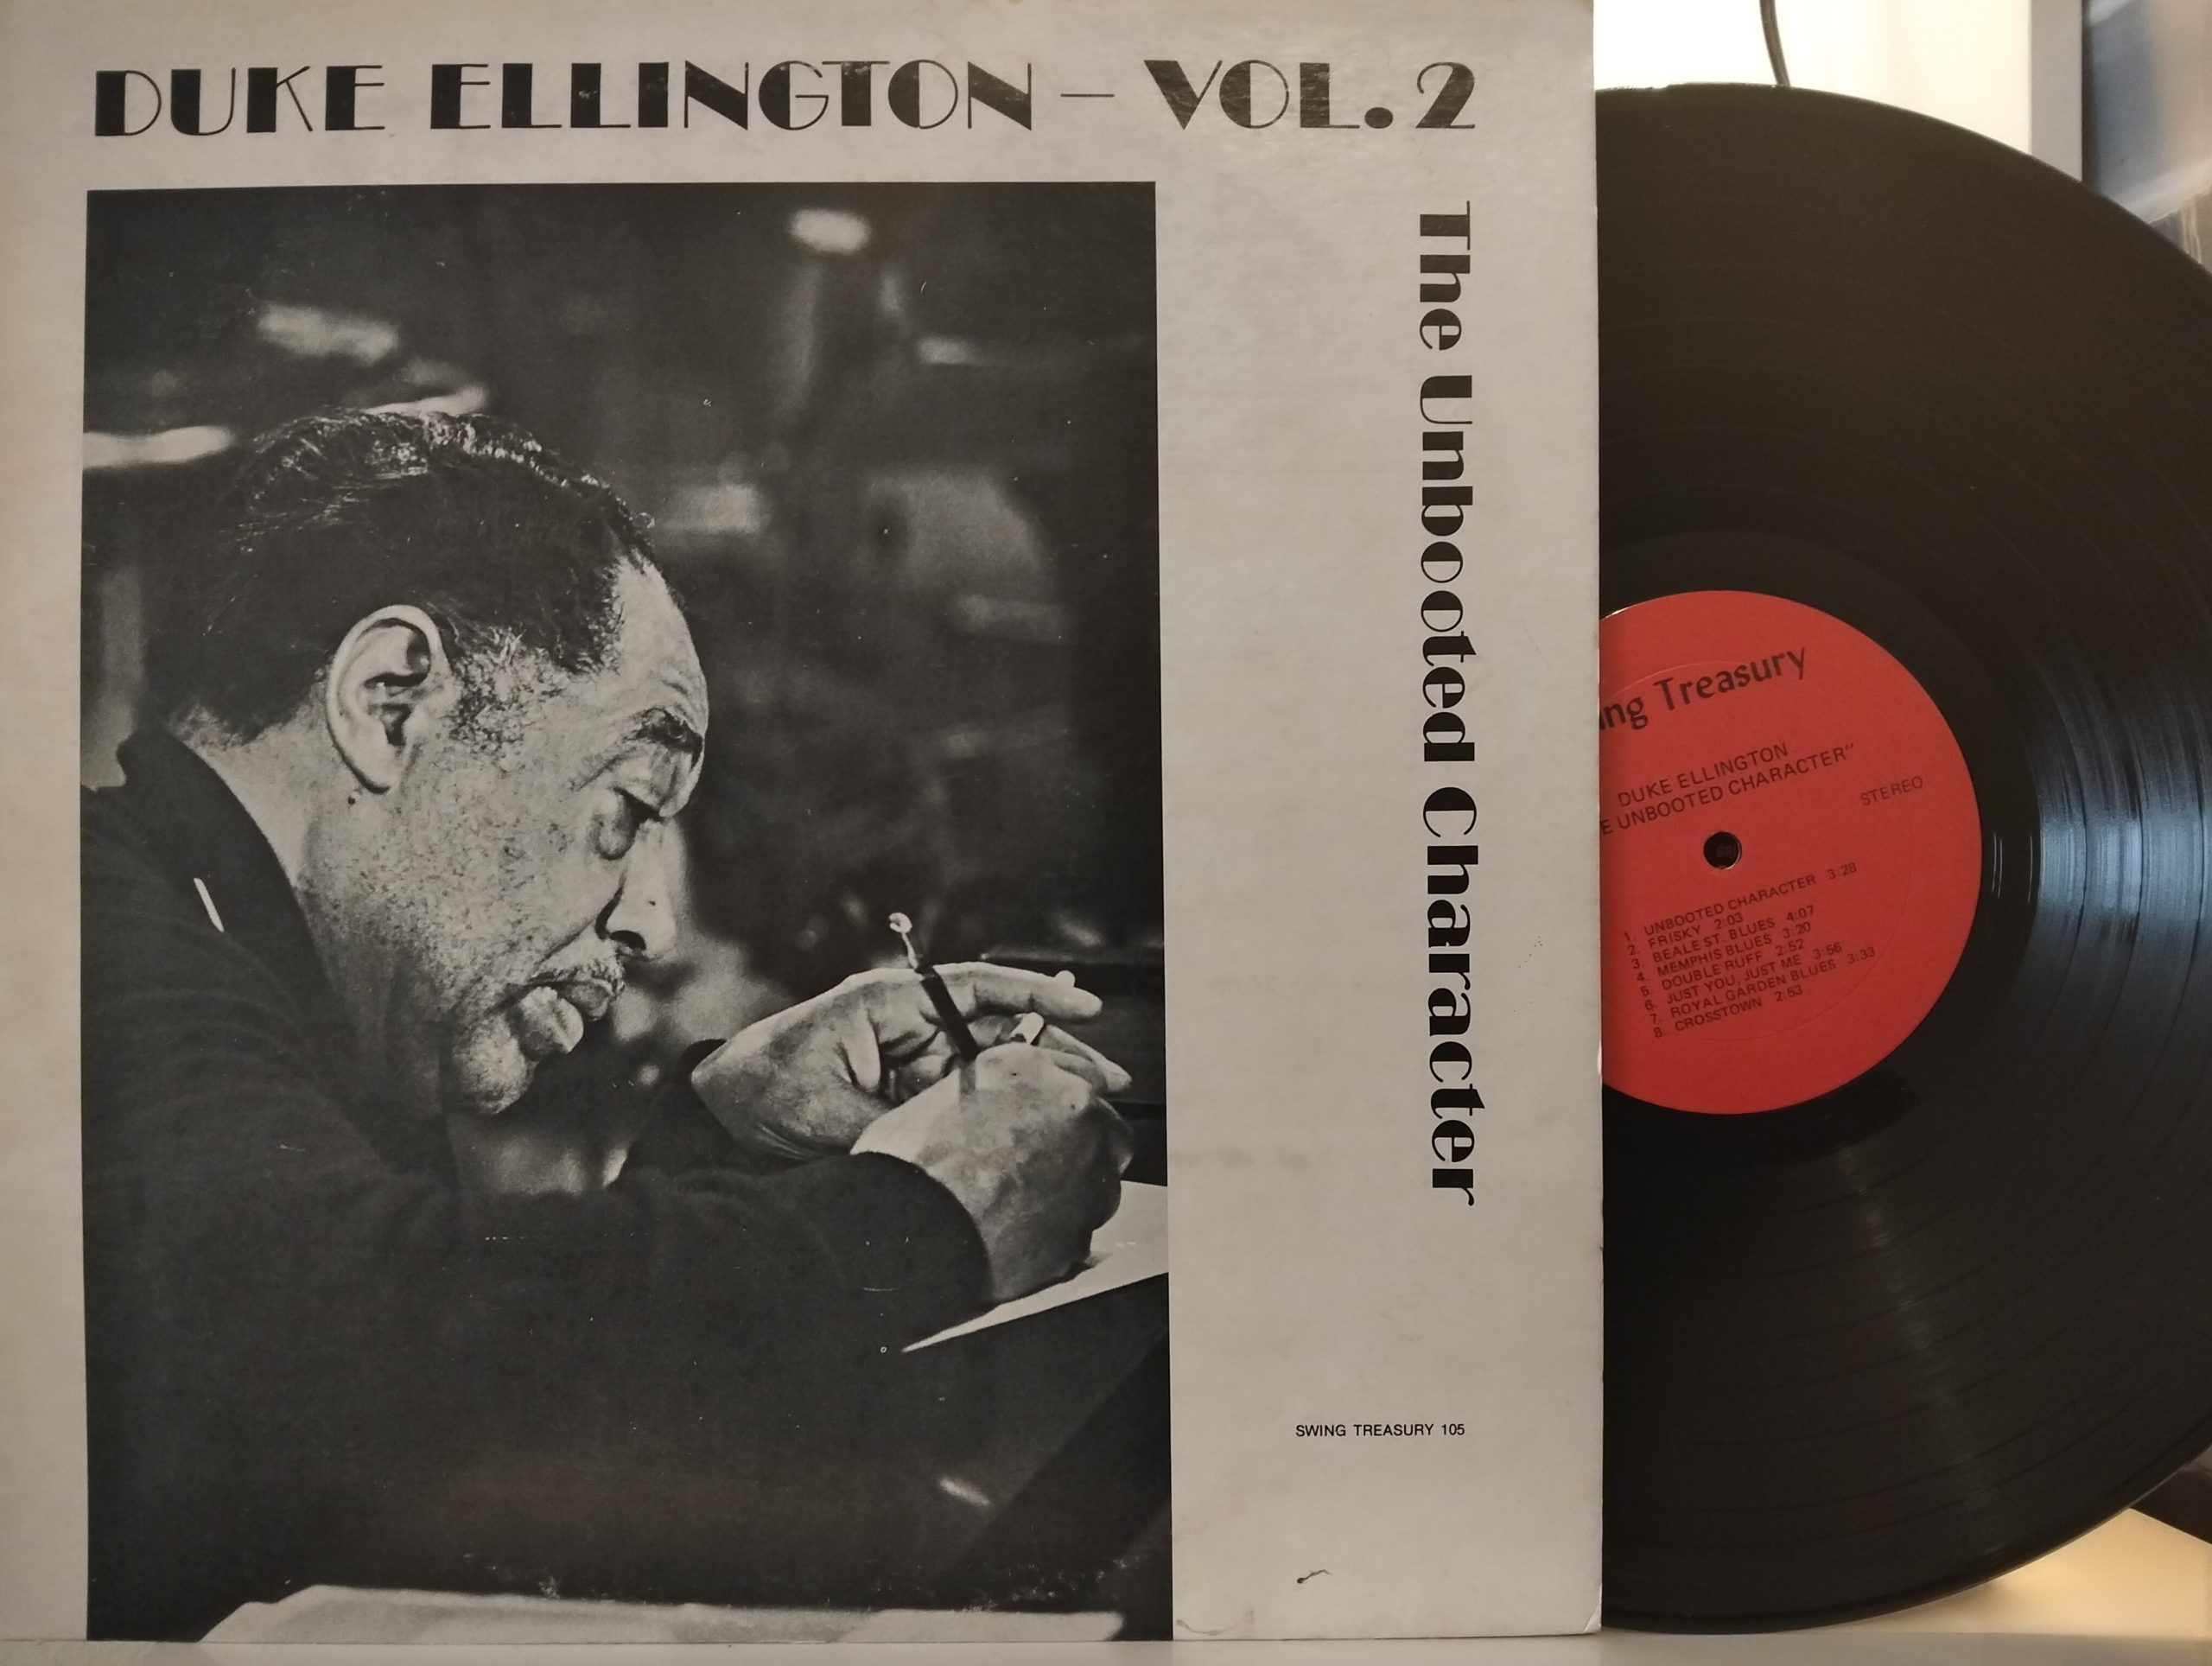 DUKE ELLINGTON – VOL. 2
The Unbooted Character
SWING TREASURY 105
ing Treasury
DUKE ELLINGTON
E UNBOOTED CHARACTER"
STEREO
1. UNBOOTED CHARACTER 3:28
2. FRISKY 2:03
3. BEALE ST. BLUES 4:07
4. MEMPHIS BLUES 3:20
5. DOUBLE RUFF 2:52
6. JUST YOU, JUST ME 3:56
7. ROYAL GARDEN BLUES 3:33
8. CROSSTOWN 2:53